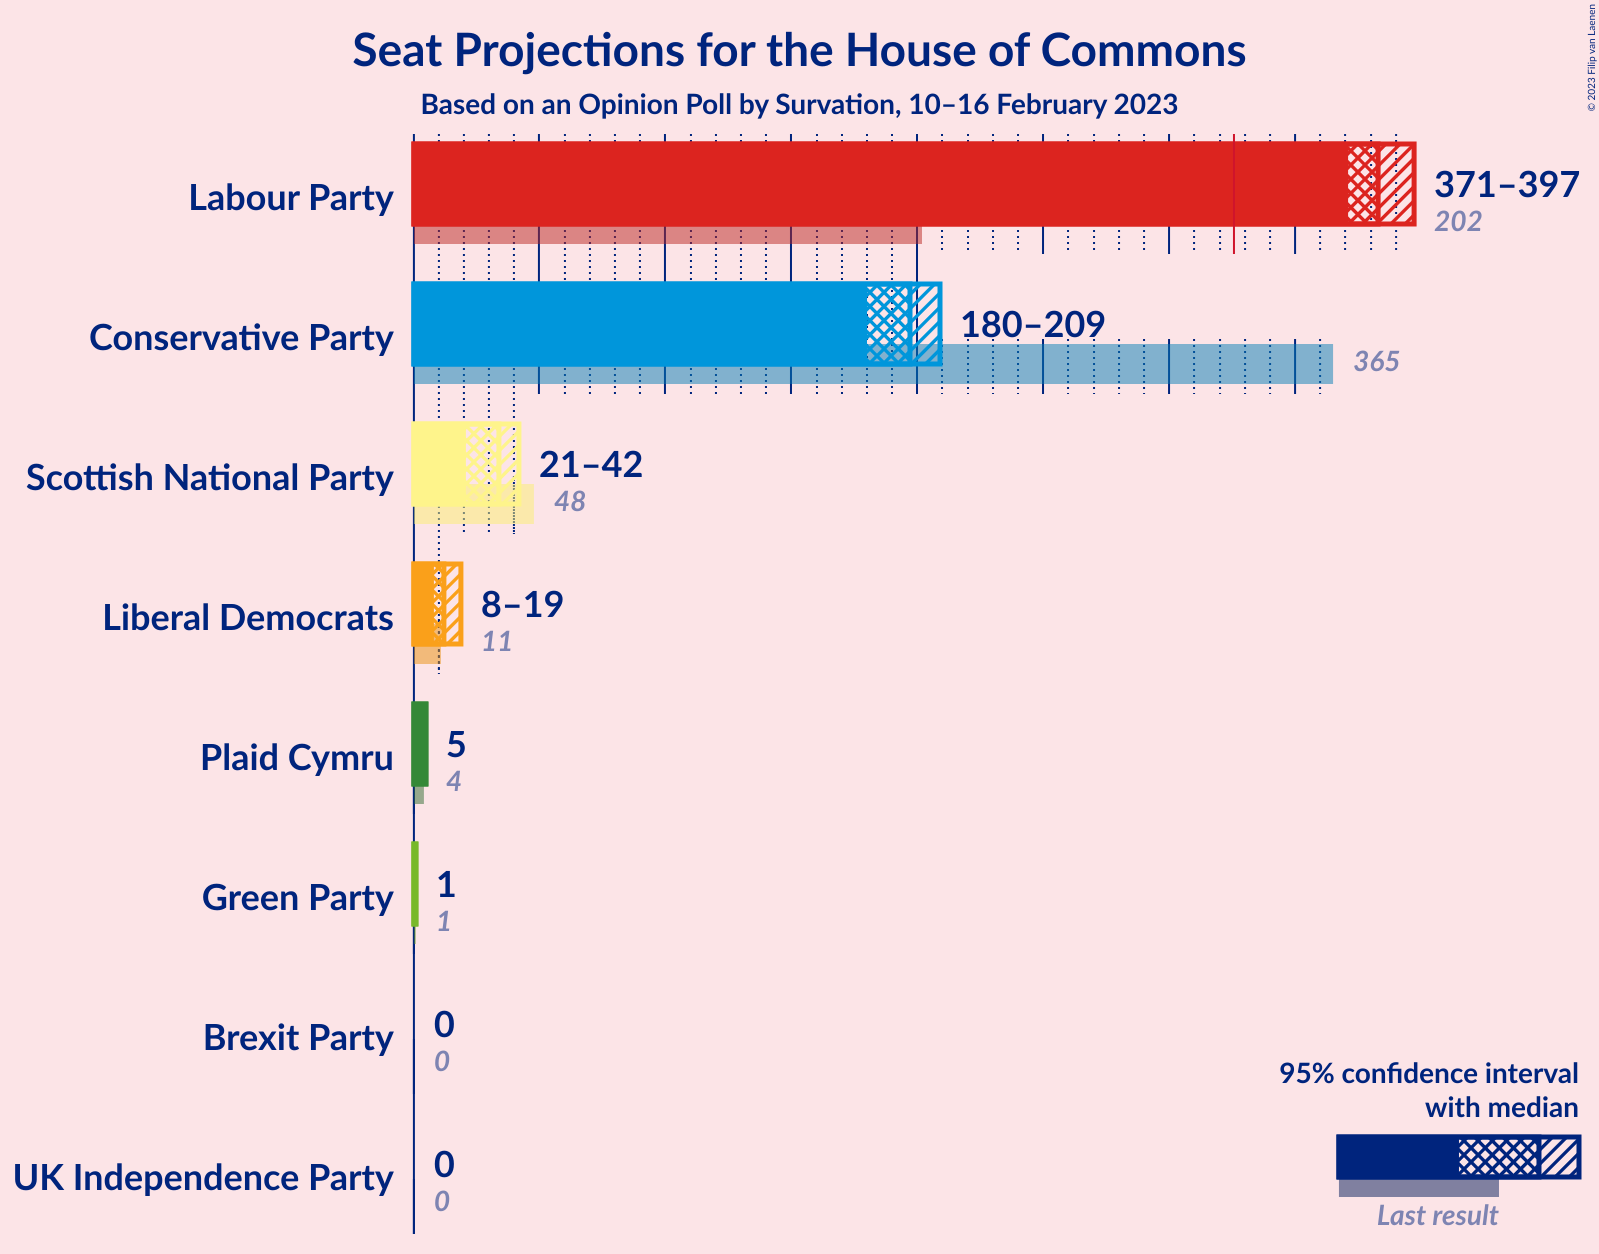 Seat Projections for the House of Commons
Based on an Opinion Poll by Survation, 10–16 February 2023
© 2023 Filip van Laenen
Labour Party
371–397
202
Conservative Party
180–209
365
Scottish National Party
21–42
48
Liberal Democrats
8–19
11
Plaid Cymru
5
4
Green Party
1
1
Brexit Party
0
0
UK Independence Party
0
0
95% confidence interval
with median
Last result